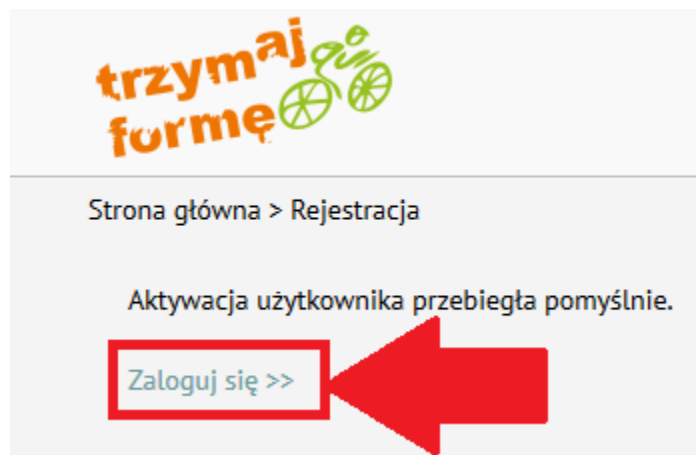 trzymaj
formę
Strona główna > Rejestracja
Aktywacja użytkownika przebiegła pomyślnie.
Zaloguj się >>